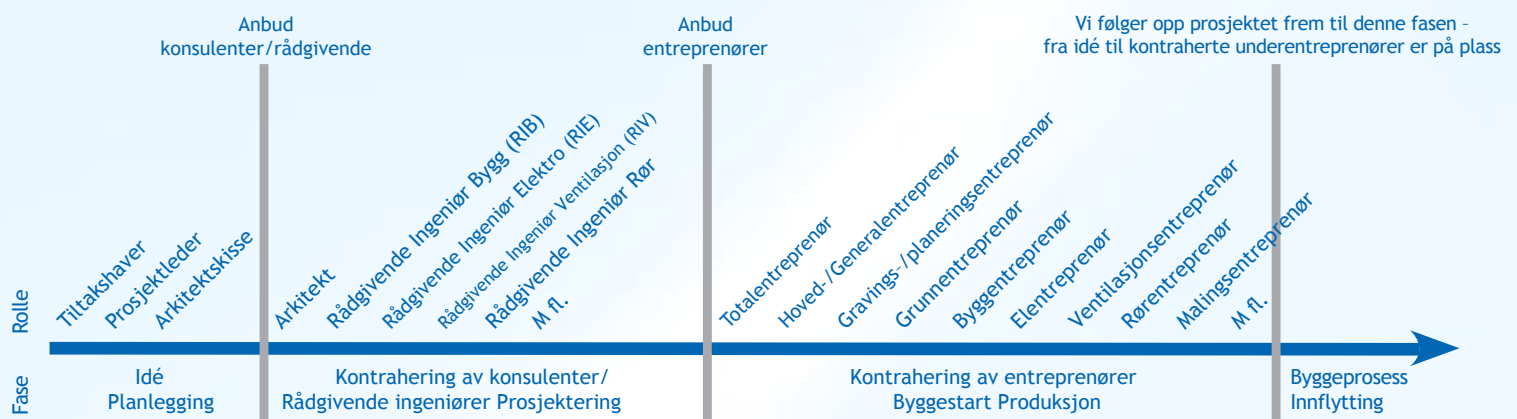 Anbud
konsulenter/rådgivende
Anbud
entreprenører
Vi følger opp prosjektet frem til denne fasen –
fra idé til kontraherte underentreprenører er på plass
Rolle
Tiltakshaver
Prosjektleder
Arkitektskisse
Arkitekt
Rådgivende Ingeniør Bygg (RIB)
Rådgivende Ingeniør Elektro (RIE)
Rådgivende Ingeniør Ventilasjon (RIV)
Rådgivende Ingeniør Rør
M fl.
Totalentreprenør
Hoved-/Generalentreprenør
Gravings-/planeringsentreprenør
Grunnentreprenør
Byggentreprenør
Elentreprenør
Ventilasjonsentreprenør
Rørentreprenør
Malingsentreprenør
M fl.
Fase
Idé
Planlegging
Kontrahering av konsulenter/
Rådgivende ingeniører Prosjektering
Kontrahering av entreprenører
Byggestart Produksjon
Byggeprosess
Innflytting